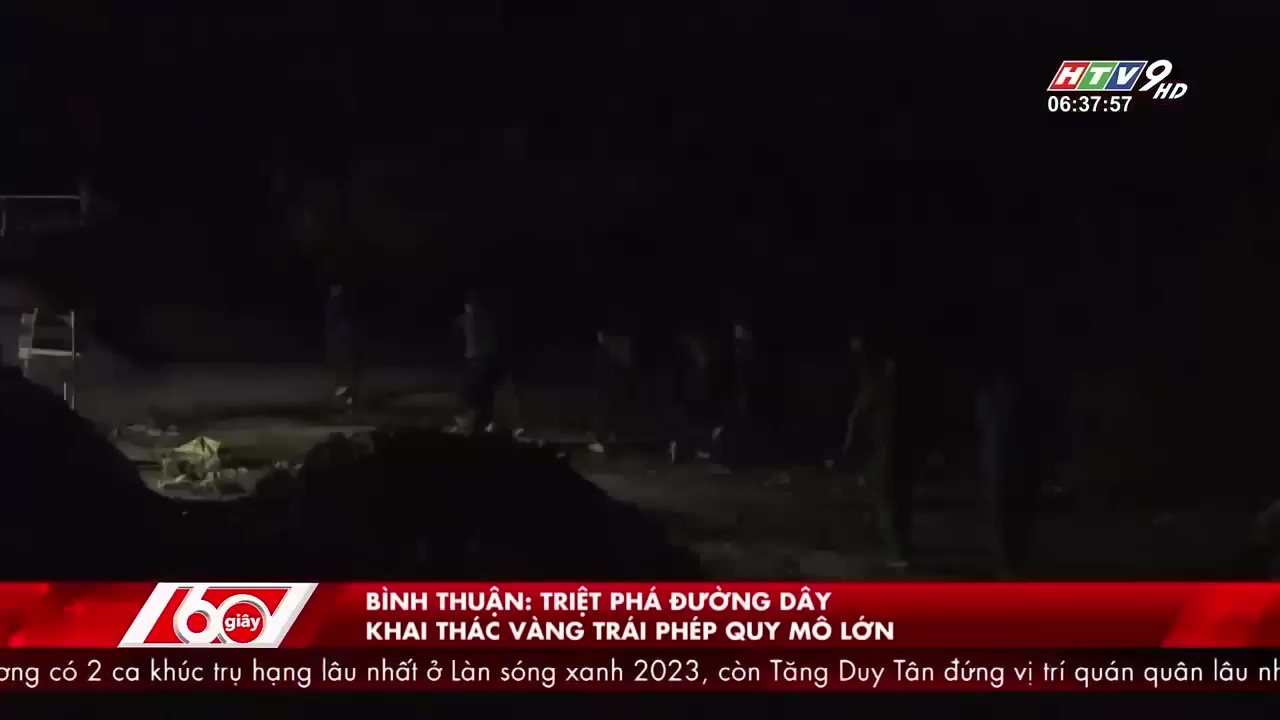 HTV9 HD
06:37:57
60 giây
BÌNH THUẬN: TRIỆT PHÁ ĐƯỜNG DÂY
KHAI THÁC VÀNG TRÁI PHÉP QUY MÔ LỚN
có 2 ca khúc trụ hạng lâu nhất ở Làn sóng xanh 2023, còn Tăng Duy Tân đứng vị trí quán quân lâu